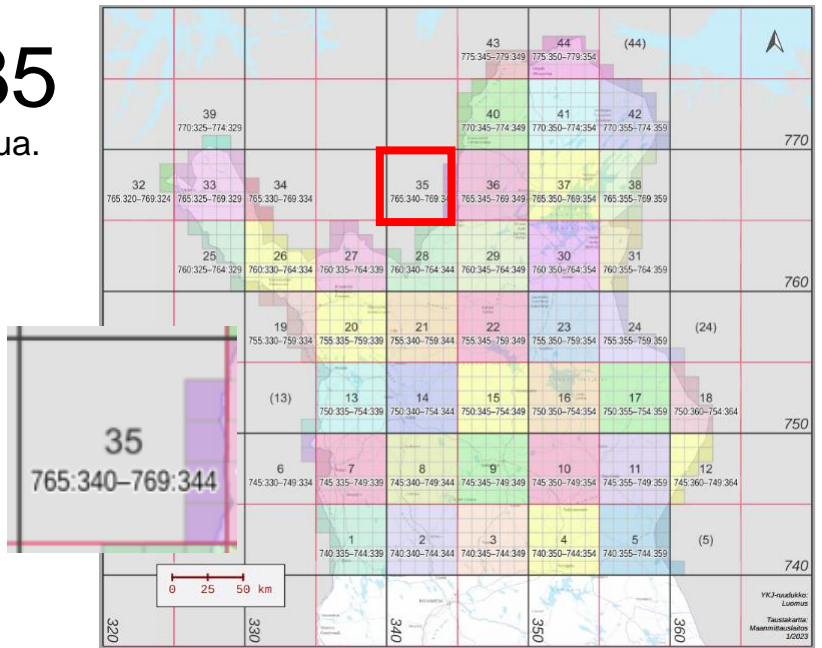 35
ua.
43 44 (44)
775:345–779:349 775:350–779:354
39 40 41 42
770:325–774:329 770:345–774:349 770:350–774:354 770:355–774:359
770
32 33 34 35 36 37 38
765:320–769:324 765:325–769:329 765:330–769:334 765:340–769:34 765:345–769:349 765:350–769:354 765:355–769:359
25 26 27 28 29 30 31
760:325–764:329 760:330–764:334 760:335–764:339 760:340–764:344 760:345–764:349 760:350–764:354 760:355–764:359
760
19 20 21 22 23 24 (24)
755:330–759:334 755:335–759:339 755:340–759:344 755:345–759:349 755:350–759:354 755:355–759:359
(13) 13 14 15 16 17 18
750:335–754:339 750:340–754:344 750:345–754:349 750:350–754:354 750:355–754:359 750:360–754:364
750
35
765:340–769:344
6 7 8 9 10 11 12
745:330–749:334 745:335–749:339 745:340–749:344 745:345–749:349 745:350–749:354 745:355–749:359 745:360–749:364
1 2 3 4 5 (5)
740:335–744:339 740:340–744:344 740:345–744:349 740:350–744:354 740:355–744:359
740
0 25 50 km
YKJ-ruudukko:
Luomus
Taustakartta:
Maanmittauslaitos
1/2023
320 330 340 350 360